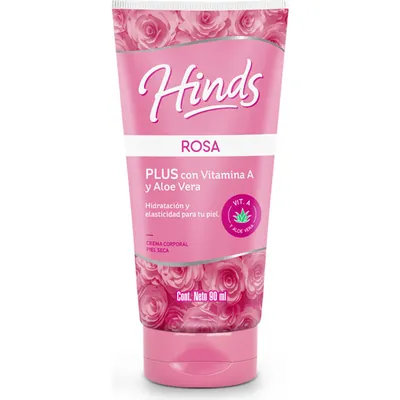 Hinds
ROSA
PLUS con Vitamina A
y Aloe Vera
Hidratación y
elasticidad para tu piel.
VIT. A
Y ALOE VERA
CREMA CORPORAL
PIEL SECA
Cont. Neto 90 ml